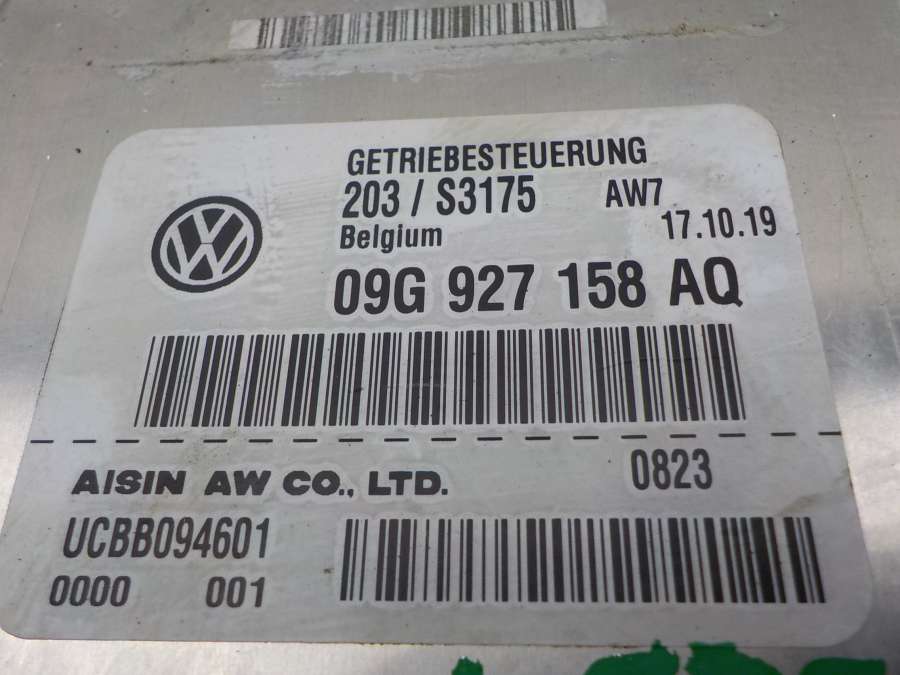 GETRIEBESTEUERUNG
203 / S3175 AW7
Belgium 17.10.19
09G 927 158 AQ
AISIN AW CO., LTD. 0823
UCBB094601
0000 001